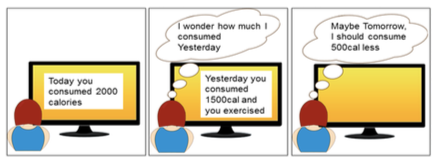 Today you
consumed 2000
calories
I wonder how much I
consumed
Yesterday
Yesterday you
consumed
1500cal and
you exercised
Maybe Tomorrow,
I should consume
500cal less